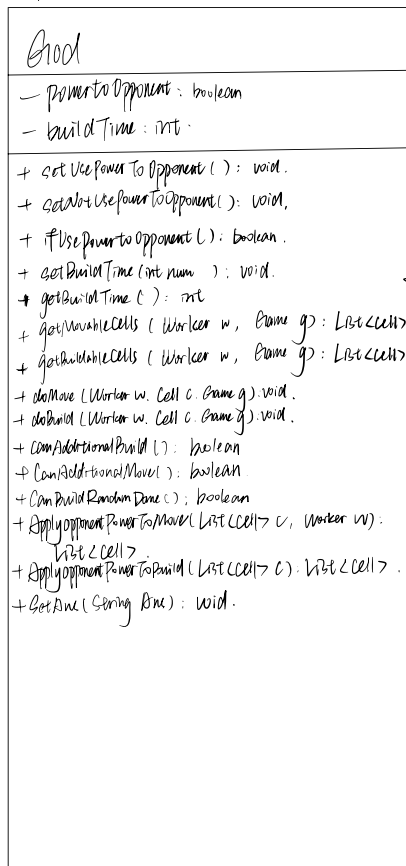 God
- powertoOpponent : boolean
- buildTime : int
+ setUsePowerToOpponent ( ) : void.
+ setNotUsePowerToOpponent( ) : void.
+ ifUsePowertoOpponent ( ) : boolean.
+ setBuildTime (int num ) : void.
+ getBuildTime ( ) : int
+ getMovableCells ( Worker w, Game g) : List<Cell>
+ getBuildableCells ( Worker w, Game g) : List<Cell>
+ doMove (Worker w. Cell c. Game g). void.
+ doBuild (Worker w. Cell c. Game g). void.
+ canAdditionalBuild ( ) : boolean
+ CanAdditionalMove( ) : boolean
+ CanBuildRandomDome( ) ; boolean
+ ApplyopponentPowerToMove( List<Cell> c, Worker w) :
List<Cell>.
+ ApplyopponentPowerToBuild ( List<Cell> c) : List<Cell>.
(String ) : void.